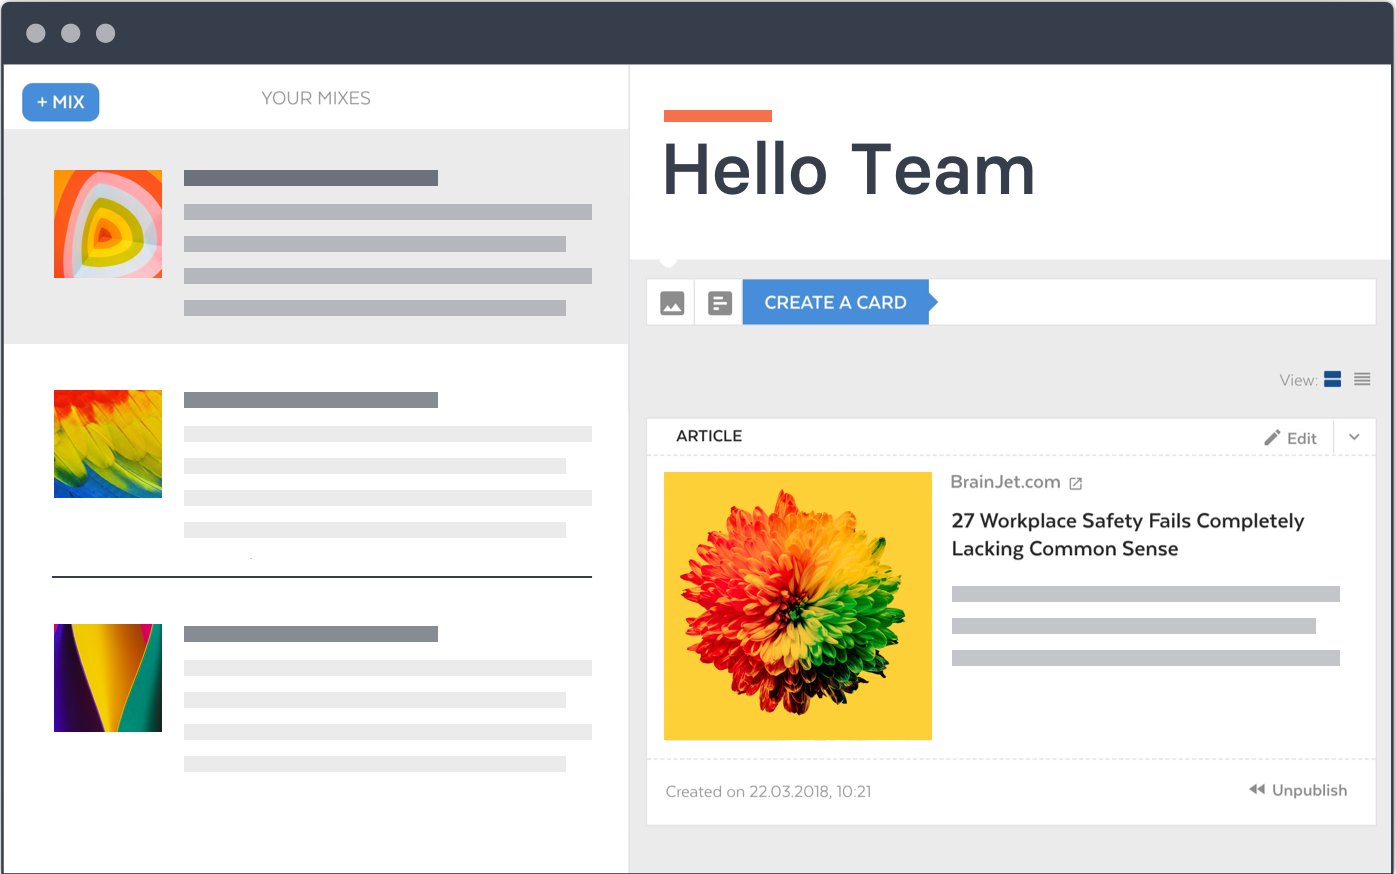 + MIX
YOUR MIXES
Hello Team
CREATE A CARD
View:
ARTICLE
Edit
BrainJet.com
27 Workplace Safety Fails Completely
Lacking Common Sense
Created on 22.03.2018, 10:21
Unpublish